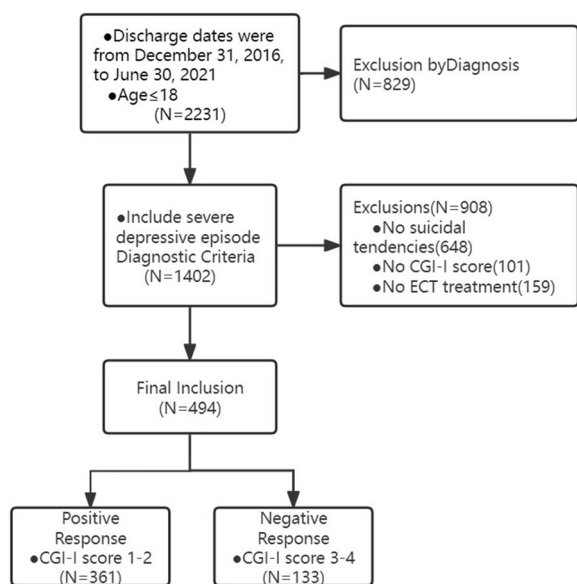 ●Discharge dates were
from December 31, 2016,
to June 30, 2021
●Age≤18
(N=2231)
Exclusion byDiagnosis
(N=829)
●Include severe
depressive episode
Diagnostic Criteria
(N=1402)
Exclusions(N=908)
●No suicidal
tendencies(648)
●No CGI-I score(101)
●No ECT treatment(159)
Final Inclusion
(N=494)
Positive
Response
●CGI-I score 1-2
(N=361)
Negative
Response
●CGI-I score 3-4
(N=133)